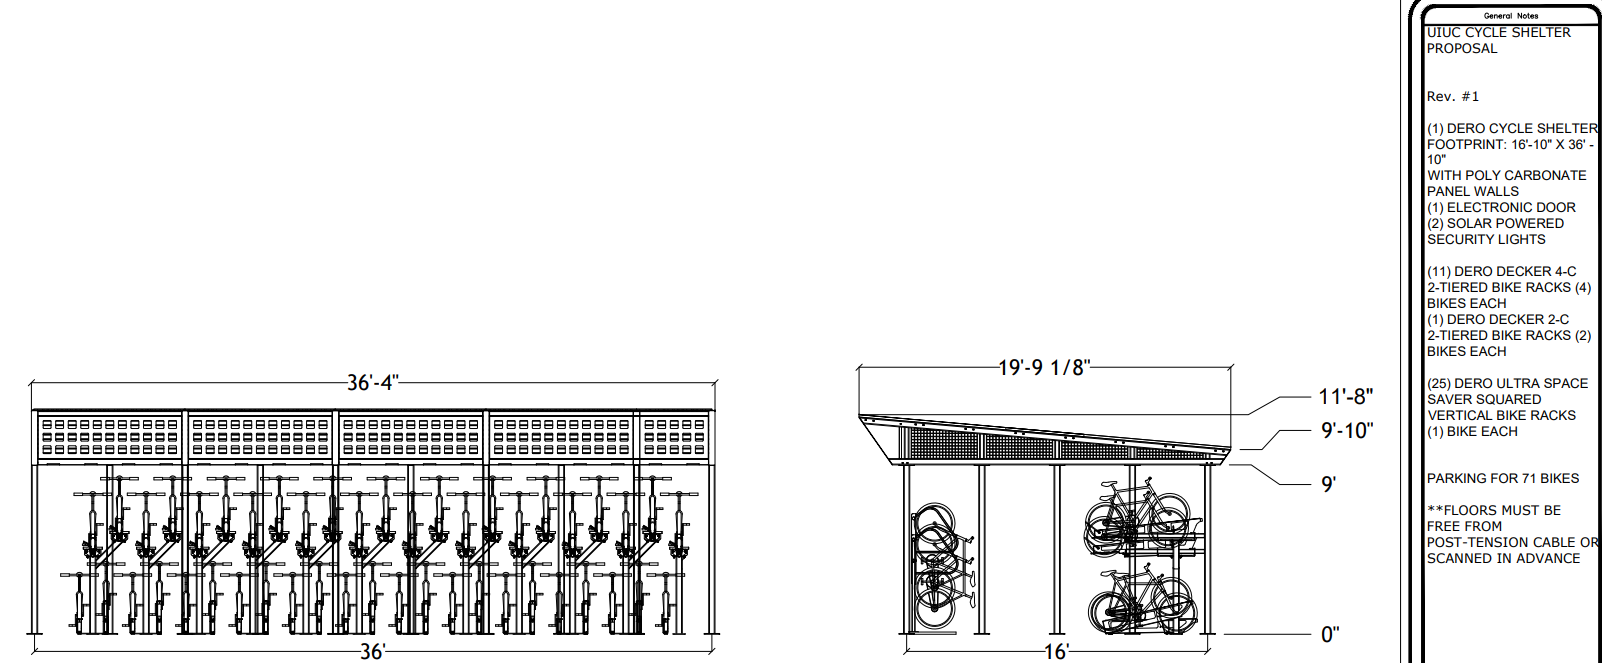 General Notes
UIUC CYCLE SHELTER
PROPOSAL
Rev. #1
(1) DERO CYCLE SHELTER
FOOTPRINT: 16'-10" X 36' -
10"
WITH POLY CARBONATE
PANEL WALLS
(1) ELECTRONIC DOOR
(2) SOLAR POWERED
SECURITY LIGHTS
(11) DERO DECKER 4-C
2-TIERED BIKE RACKS (4)
BIKES EACH
(1) DERO DECKER 2-C
2-TIERED BIKE RACKS (2)
BIKES EACH
(25) DERO ULTRA SPACE
SAVER SQUARED
VERTICAL BIKE RACKS
(1) BIKE EACH
PARKING FOR 71 BIKES
**FLOORS MUST BE
FREE FROM
POST-TENSION CABLE OR
SCANNED IN ADVANCE
36'-4"
36'
19'-9 1/8"
11'-8"
9'-10"
9'
0"
16'